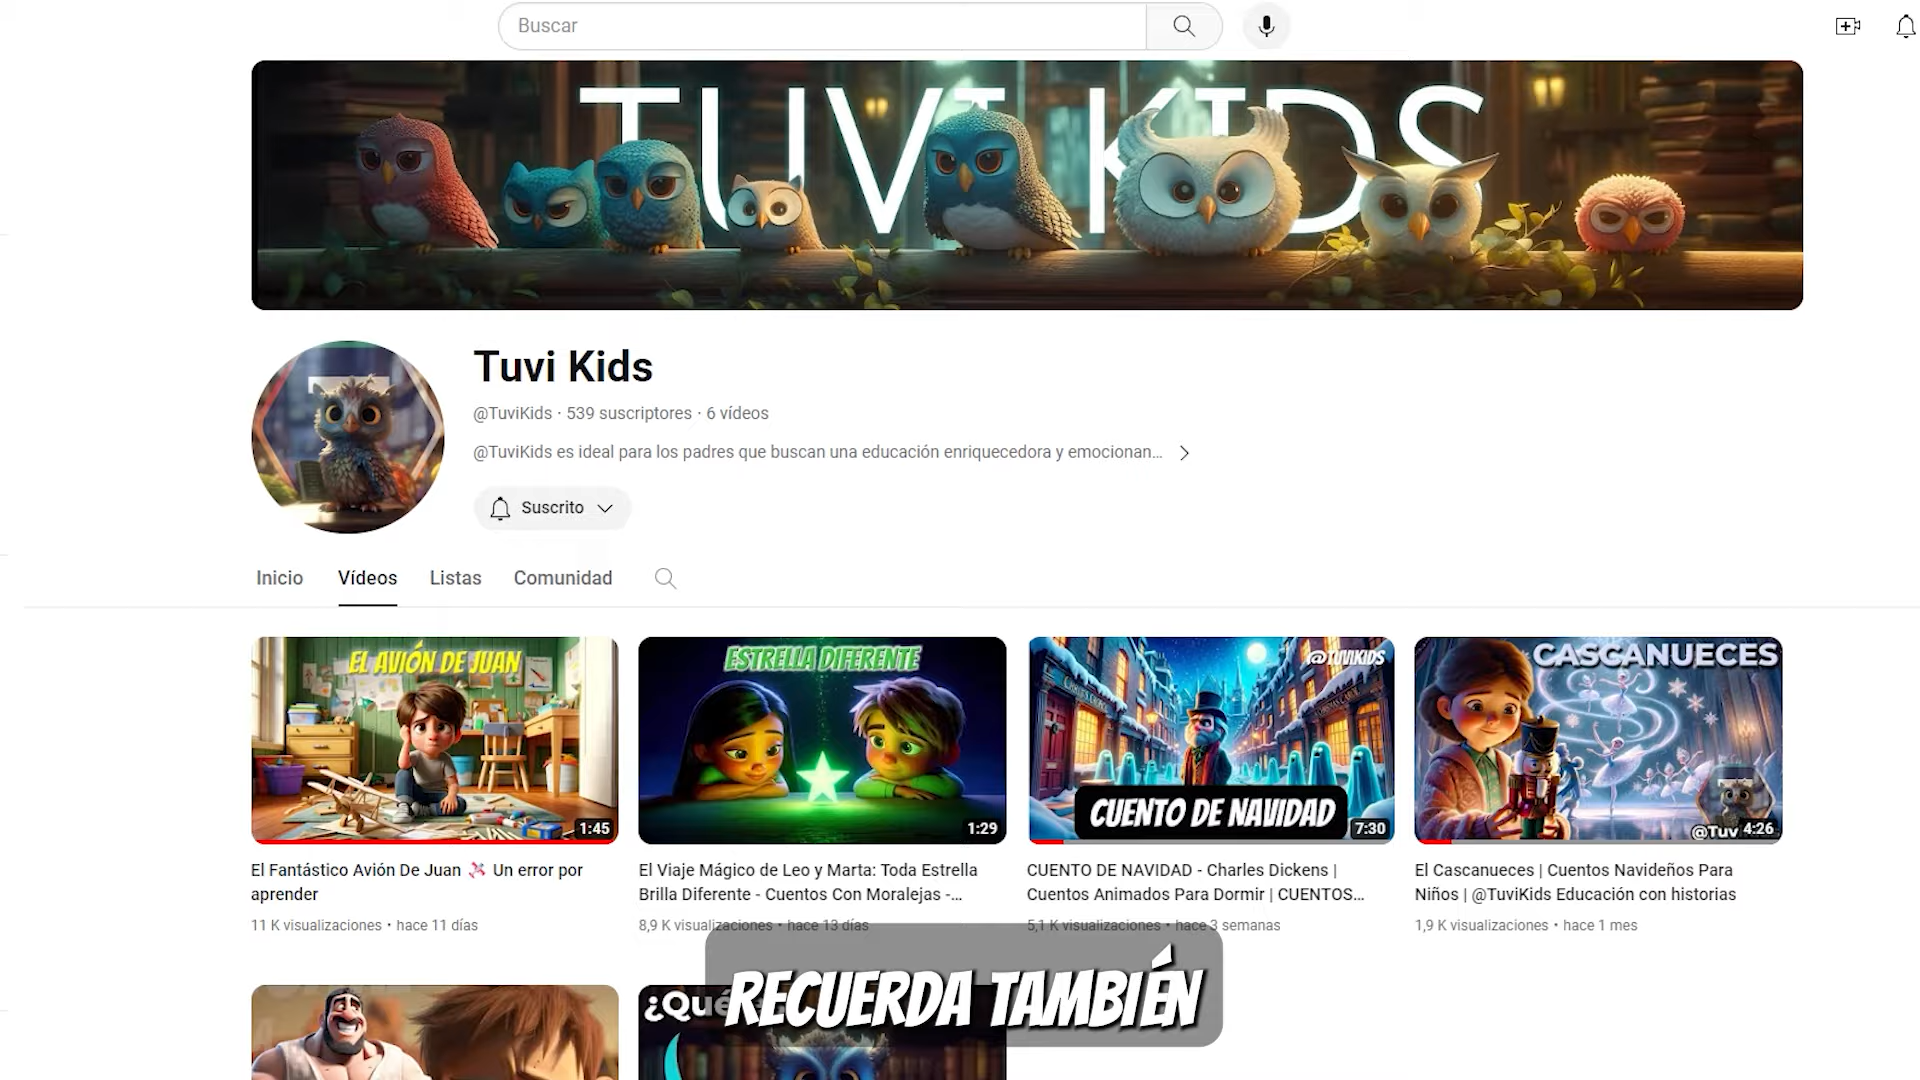 Buscar
TUVI KIDS
Tuvi Kids
@TuviKids · 539 suscriptores · 6 vídeos
@TuviKids es ideal para los padres que buscan una educación enriquecedora y emocionan...
Suscrito
Inicio Vídeos Listas Comunidad
EL AVIÓN DE JUAN
1:45
ESTRELLA DIFERENTE
1:29
@TUVIKIDS
CUENTO DE NAVIDAD
7:30
CASCANUECES
@Tuv 4:26
El Fantástico Avión De Juan 🛩️ Un error por
aprender
11 K visualizaciones • hace 11 días
El Viaje Mágico de Leo y Marta: Toda Estrella
Brilla Diferente - Cuentos Con Moralejas -...
8,9 K visualizaciones • hace 13 días
CUENTO DE NAVIDAD - Charles Dickens |
Cuentos Animados Para Dormir | CUENTOS...
5,1 K visualizaciones • hace 3 semanas
El Cascanueces | Cuentos Navideños Para
Niños | @TuviKids Educación con historias
1,9 K visualizaciones • hace 1 mes
¿Qué
RECUERDA TAMBIÉN